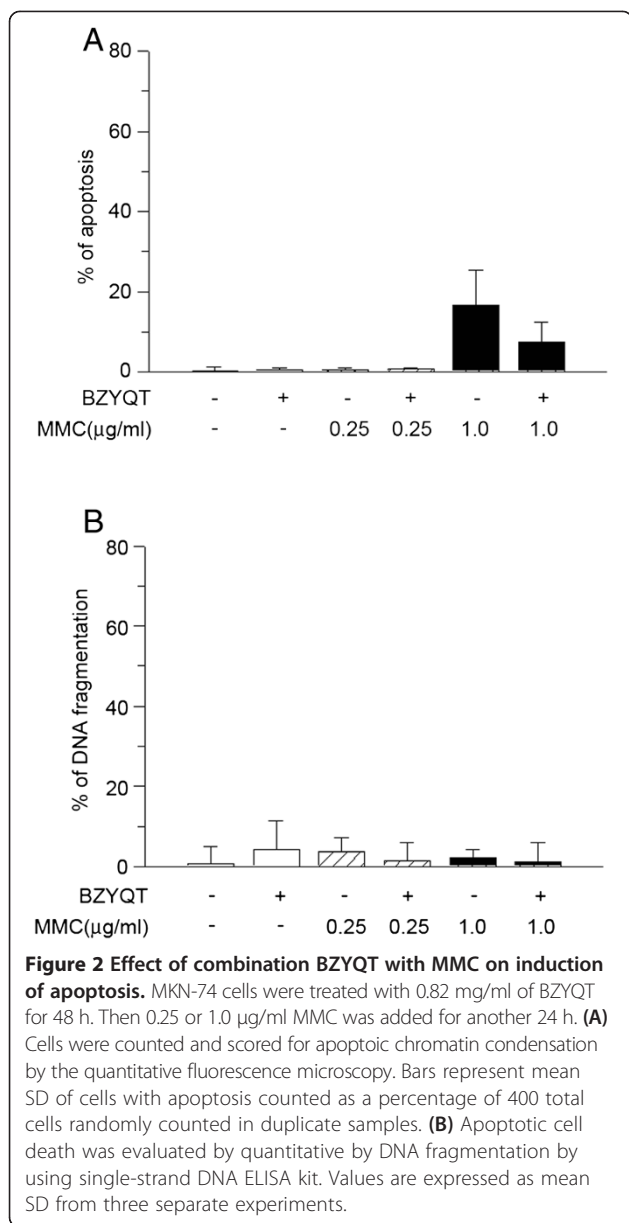 A
80
60
40
20
0
% of apoptosis
BZYQT - + - + - +
MMC(μg/ml) - - 0.25 0.25 1.0 1.0
B
80
60
40
20
0
% of DNA fragmentation
BZYQT - + - + - +
MMC(μg/ml) - - 0.25 0.25 1.0 1.0
Figure 2 Effect of combination BZYQT with MMC on induction
of apoptosis. MKN-74 cells were treated with 0.82 mg/ml of BZYQT
for 48 h. Then 0.25 or 1.0 μg/ml MMC was added for another 24 h. (A)
Cells were counted and scored for apoptoic chromatin condensation
by the quantitative fluorescence microscopy. Bars represent mean
SD of cells with apoptosis counted as a percentage of 400 total
cells randomly counted in duplicate samples. (B) Apoptotic cell
death was evaluated by quantitative by DNA fragmentation by
using single-strand DNA ELISA kit. Values are expressed as mean
SD from three separate experiments.